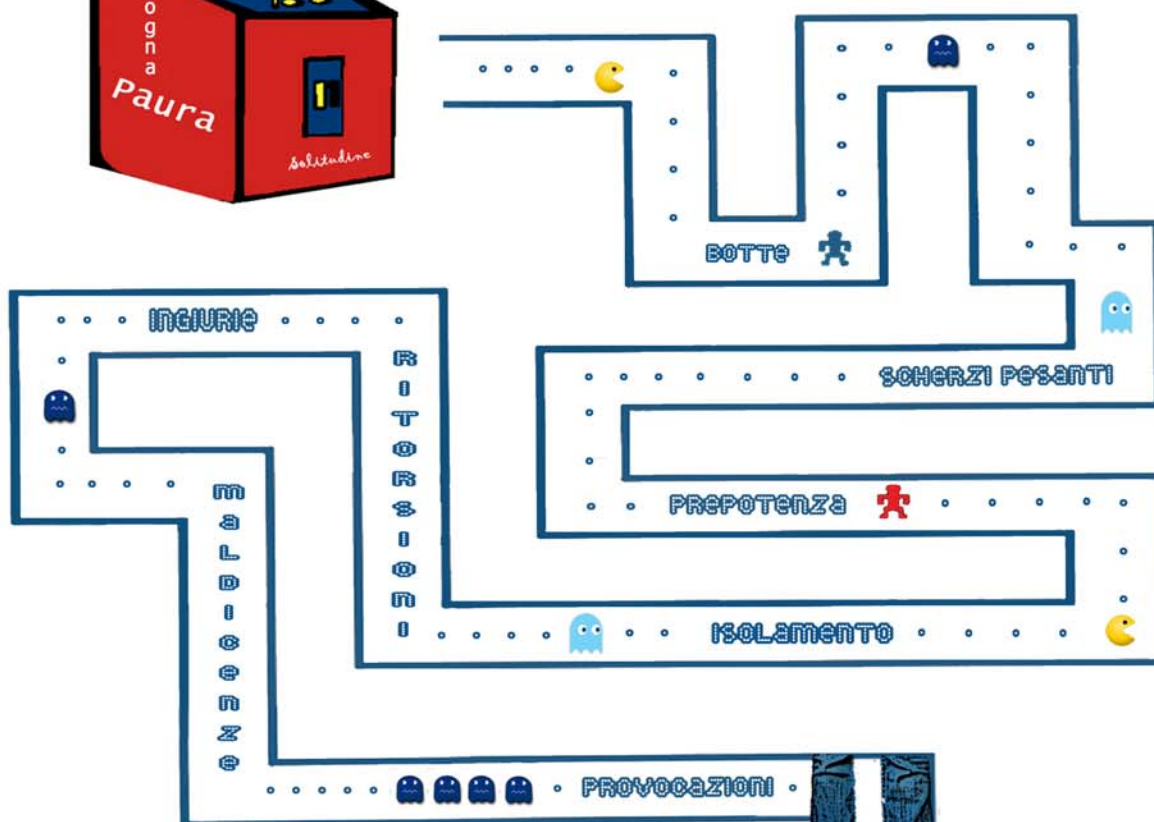 ogna
Paura
solitudine
BOTTe
INGIURIe
RITORSIONI
SCHERZI PESANTI
PREPOTENZA
ISOLAMENTO
maLDICeNZe
PROVOCAZIONI